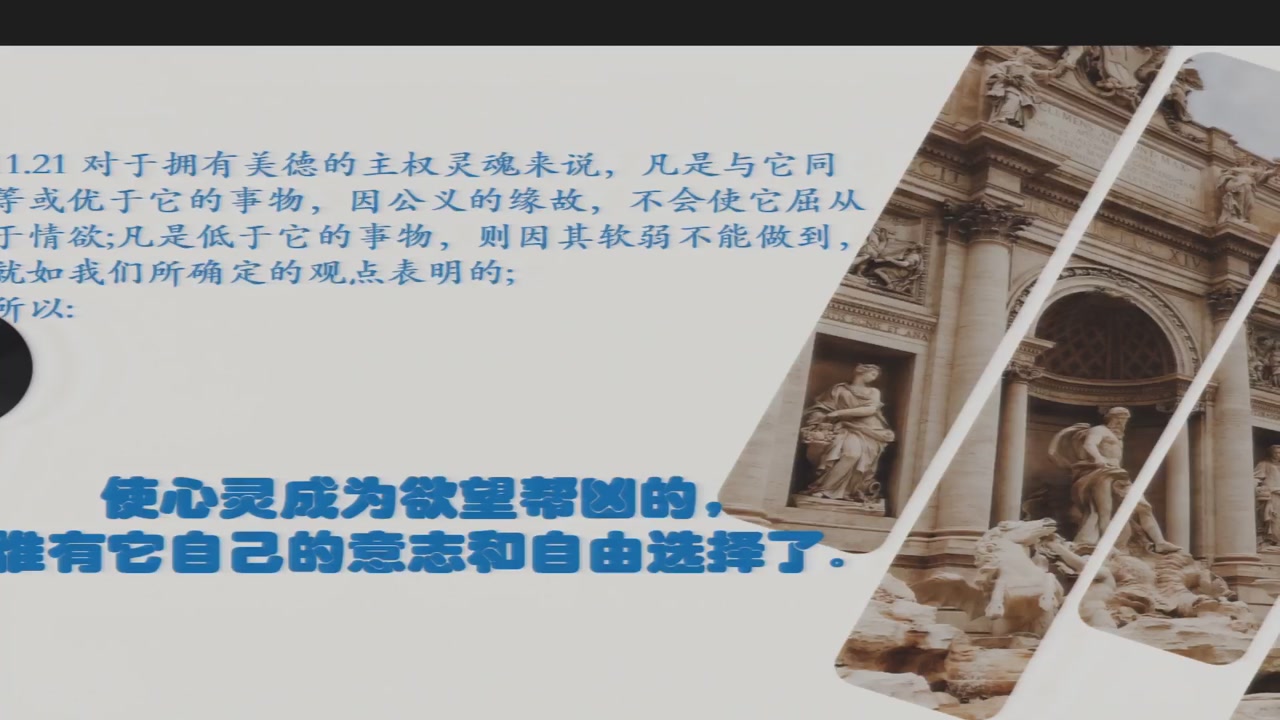 1.21 对于拥有美德的主权灵魂来说，凡是与它同
等或优于它的事物，因公义的缘故，不会使它屈从
于情欲;凡是低于它的事物，则因其软弱不能做到，
就如我们所确定的观点表明的;
所以:
使心灵成为欲望帮凶的，
惟有它自己的意志和自由选择了。